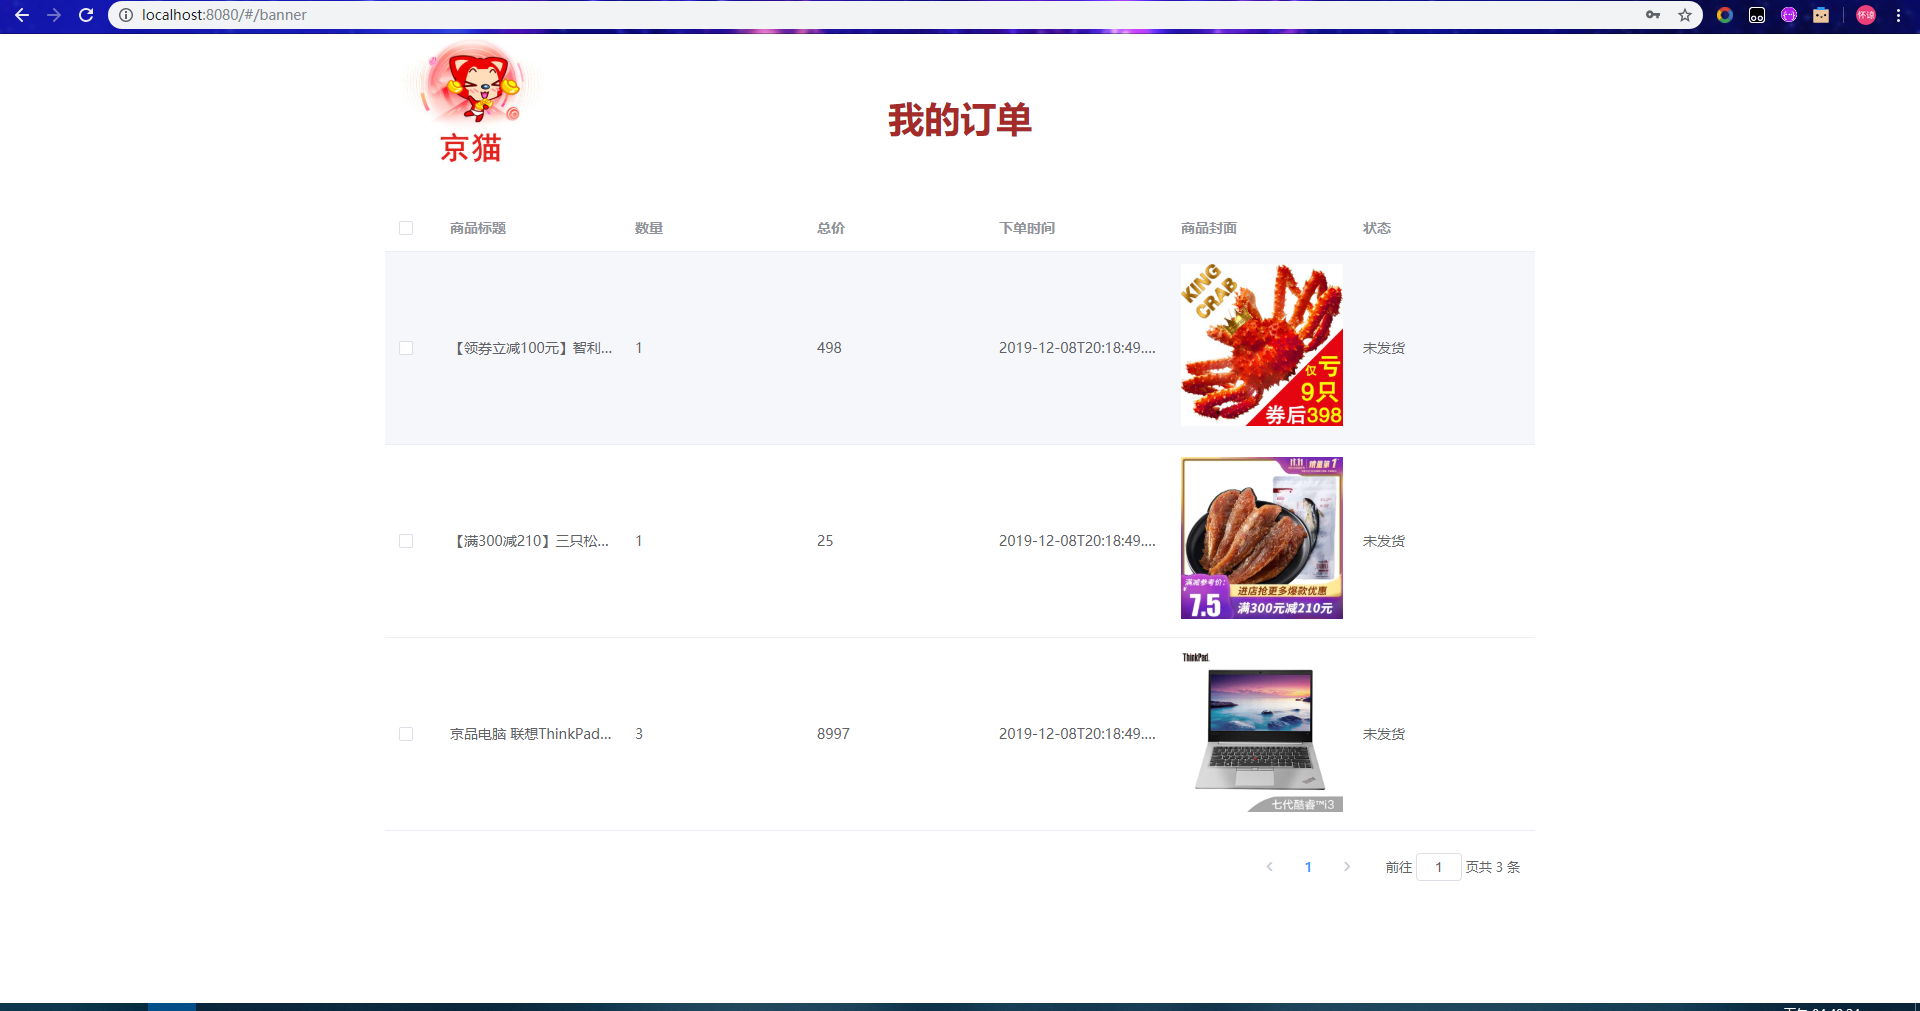 localhost:8080/#/banner
怀凉
京猫
我的订单
商品标题 数量 总价 下单时间 商品封面 状态
【领券立减100元】智利... 1 498 2019-12-08T20:18:49.... 未发货
KING
CRAB
仅亏
9只
券后398
【满300减210】三只松... 1 25 2019-12-08T20:18:49.... 未发货
11.11
满减参考价:
7.5
进店抢更多爆款优惠
满300元减210元
京品电脑 联想ThinkPad... 3 8997 2019-12-08T20:18:49.... 未发货
ThinkPad.
七代酷睿™i3
1 前往 1 页共 3 条